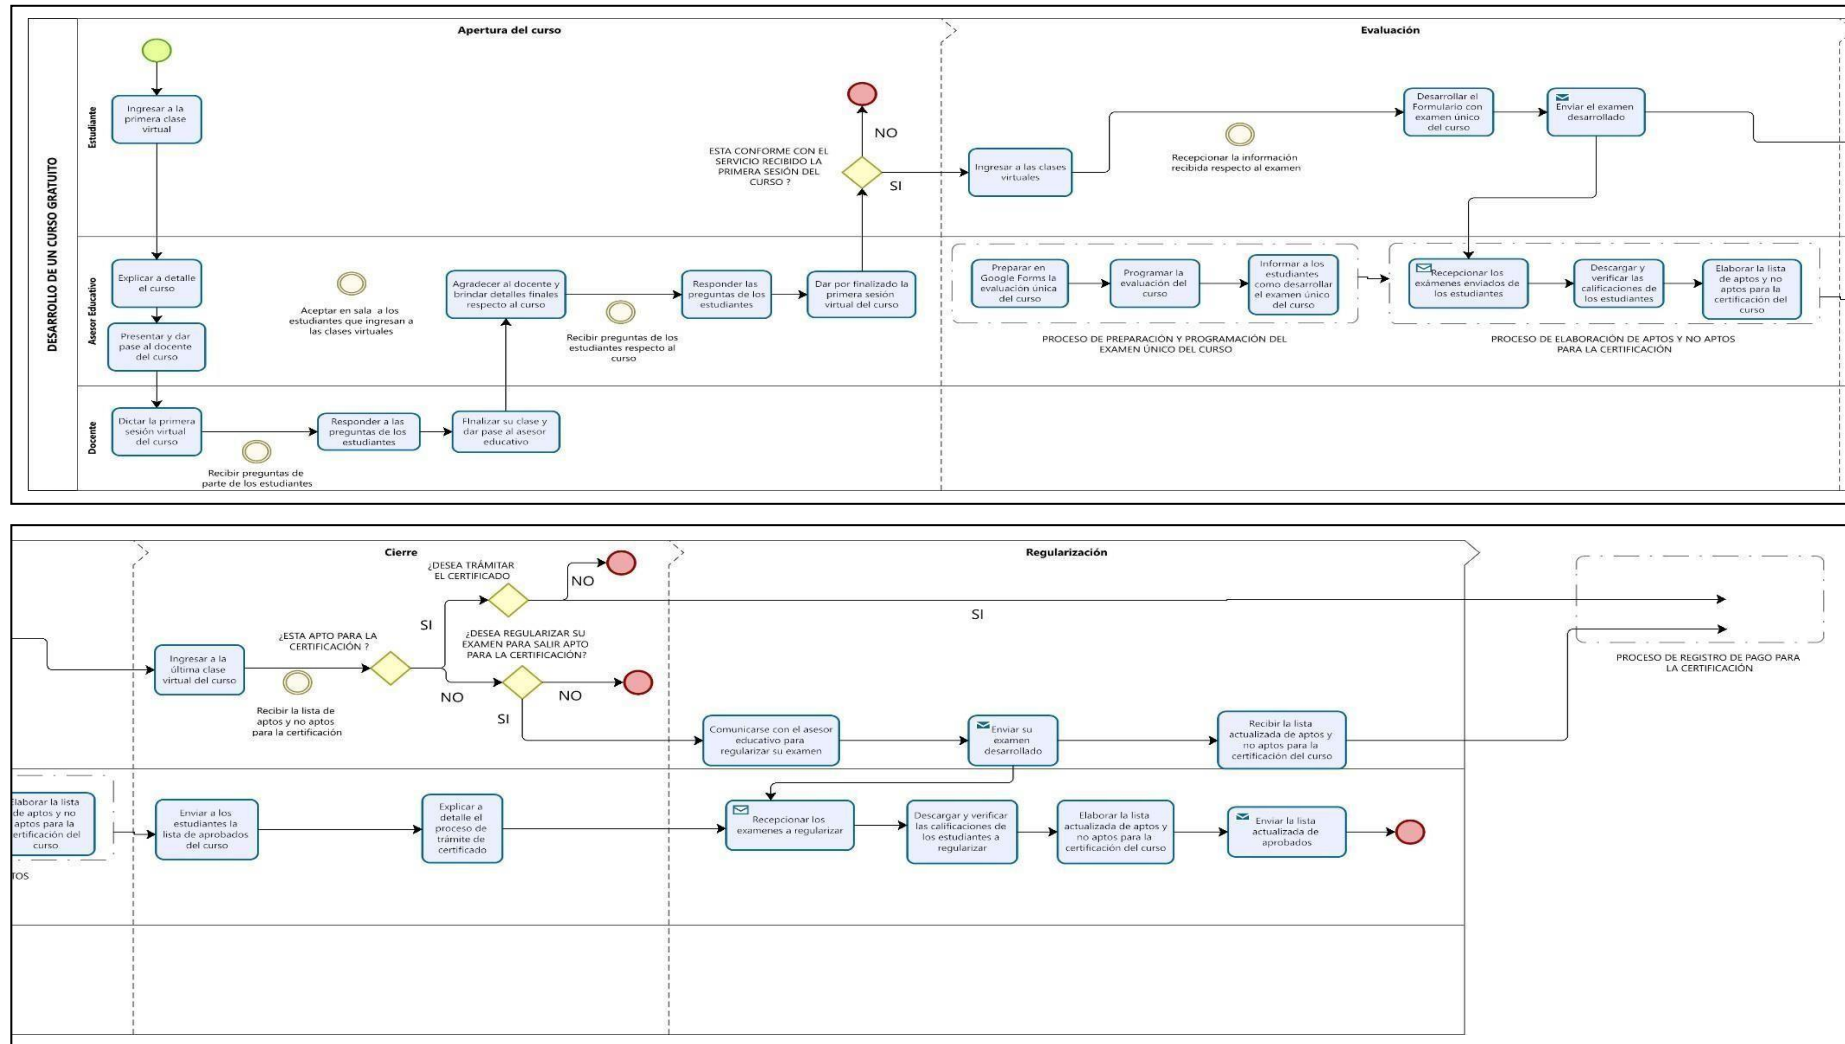 DESARROLLO DE UN CURSO GRATUITO
Apertura del curso
Evaluación
Estudiante
Ingresar a la
primera clase
virtual
ESTA CONFORME CON EL
SERVICIO RECIBIDO LA
PRIMERA SESIÓN DEL
CURSO ?
NO
SI
Ingresar a las clases
virtuales
Recepcionar la información
recibida respecto al examen
Desarrollar el
Formulario con
examen único
del curso
Enviar el examen
desarrollado
Asesor Educativo
Explicar a detalle
el curso
Presentar y dar
pase al docente
del curso
Aceptar en sala a los
estudiantes que ingresan a
las clases virtuales
Agradecer al docente y
brindar detalles finales
respecto al curso
Recibir preguntas de los
estudiantes respecto al
curso
Responder las
preguntas de los
estudiantes
Dar por finalizado la
primera sesión
virtual del curso
Preparar en
Google Forms la
evaluación única
del curso
Programar la
evaluación del
curso
Informar a los
estudiantes
como desarrollar
el examen único
del curso
PROCESO DE PREPARACIÓN Y PROGRAMACIÓN DEL
EXAMEN ÚNICO DEL CURSO
Recepcionar los
exámenes enviados de
los estudiantes
Descargar y
verificar las
calificaciones de
los estudiantes
Elaborar la lista
de aptos y no
aptos para la
certificación del
curso
PROCESO DE ELABORACIÓN DE APTOS Y NO APTOS
PARA LA CERTIFICACIÓN
Docente
Dictar la primera
sesión virtual
del curso
Recibir preguntas de
parte de los estudiantes
Responder a las
preguntas de los
estudiantes
FInalizar su clase y
dar pase al asesor
educativo
Cierre
Regularización
¿DESEA TRÁMITAR
EL CERTIFICADO
NO
SI
SI
¿ESTA APTO PARA LA
CERTIFICACIÓN ?
¿DESEA REGULARIZAR SU
EXAMEN PARA SALIR APTO
PARA LA CERTIFICACIÓN?
NO
NO
SI
Ingresar a la
última clase
virtual del curso
Recibir la lista de
aptos y no aptos
para la certificación
Comunicarse con el asesor
educativo para
regularizar su examen
Enviar su
examen
desarrollado
Recibir la lista
actualizada de aptos y
no aptos para la
certificación del curso
PROCESO DE REGISTRO DE PAGO PARA
LA CERTIFICACIÓN
laborar la lista
de aptos y no
aptos para la
ertificación del
curso
TOS
Enviar a los
estudiantes la
lista de aprobados
del curso
Explicar a
detalle el
proceso de
trámite de
certificado
Recepcionar los
examenes a regularizar
Descargar y verificar
las calificaciones de
los estudiantes a
regularizar
Elaborar la lista
actualizada de aptos y
no aptos para la
certificación del curso
Enviar la lista
actualizada de
aprobados